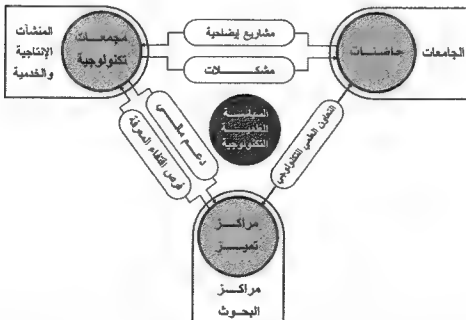 المنشآت
الإنتاجية
والخدمية
مجمعات
تكنولوجية
مشاريع إيضاحية
مشكلات
حاضنات
الجامعات
دعم مالي
فرص اقتفاء المعرفة
السياسة
العلمية
التكنولوجية
التعاون العلمي التكنولوجي
مراكز
تميز
مراكز
البحوث